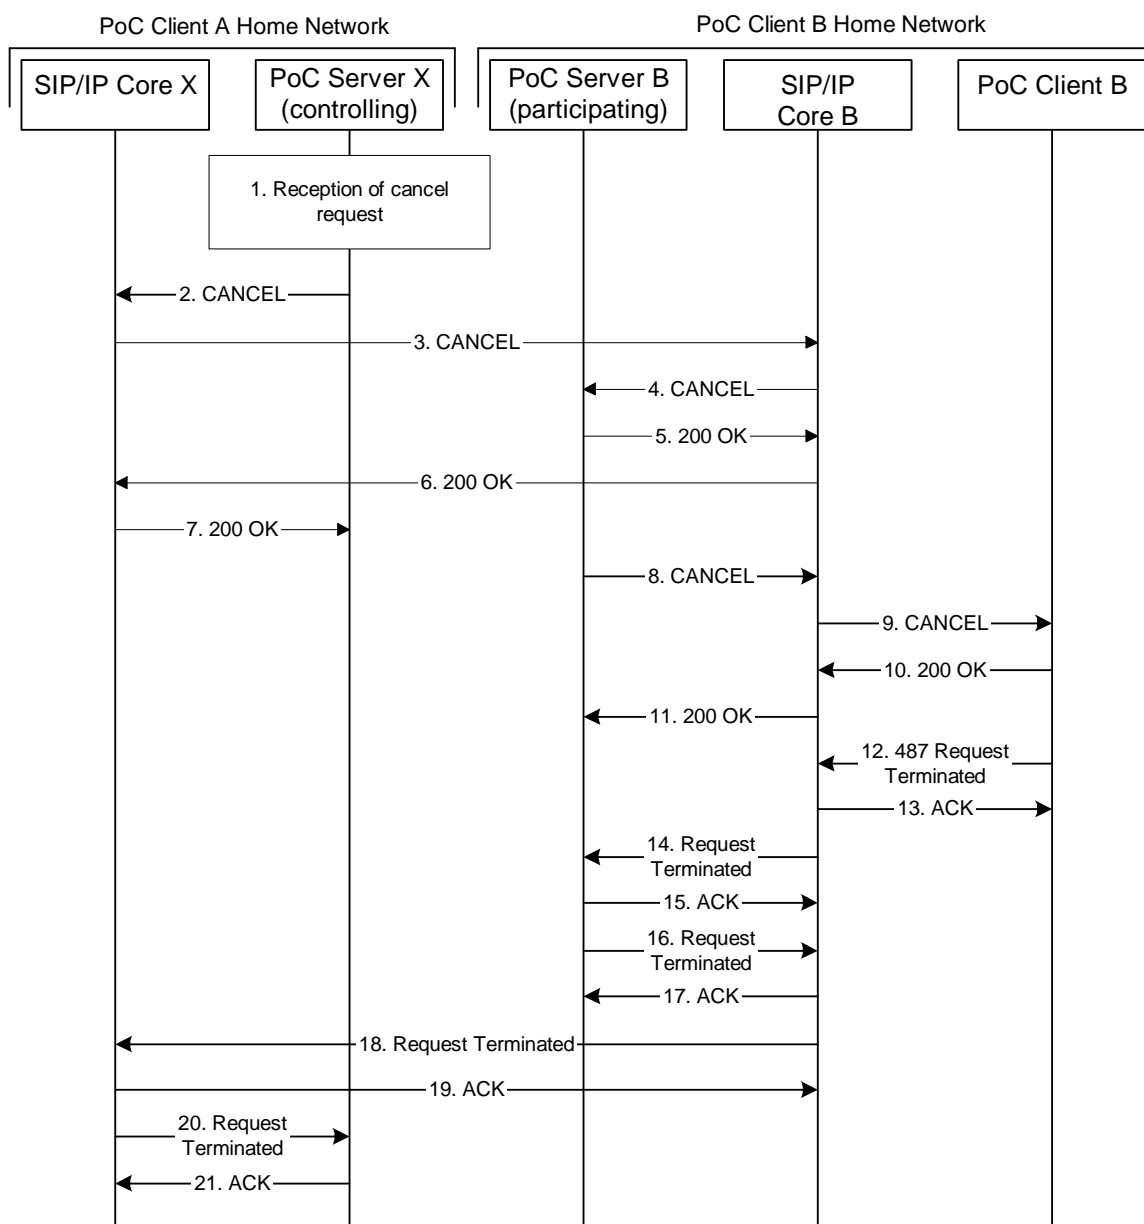 PoC Client A Home Network
PoC Client B Home Network
SIP/IP Core X
PoC Server X
(controlling)
PoC Server B
(participating)
SIP/IP
Core B
PoC Client B
1. Reception of cancel
request
2. CANCEL
3. CANCEL
4. CANCEL
5. 200 OK
6. 200 OK
7. 200 OK
8. CANCEL
9. CANCEL
10. 200 OK
11. 200 OK
12. 487 Request
Terminated
13. ACK
14. Request
Terminated
15. ACK
16. Request
Terminated
17. ACK
18. Request Terminated
19. ACK
20. Request
Terminated
21. ACK